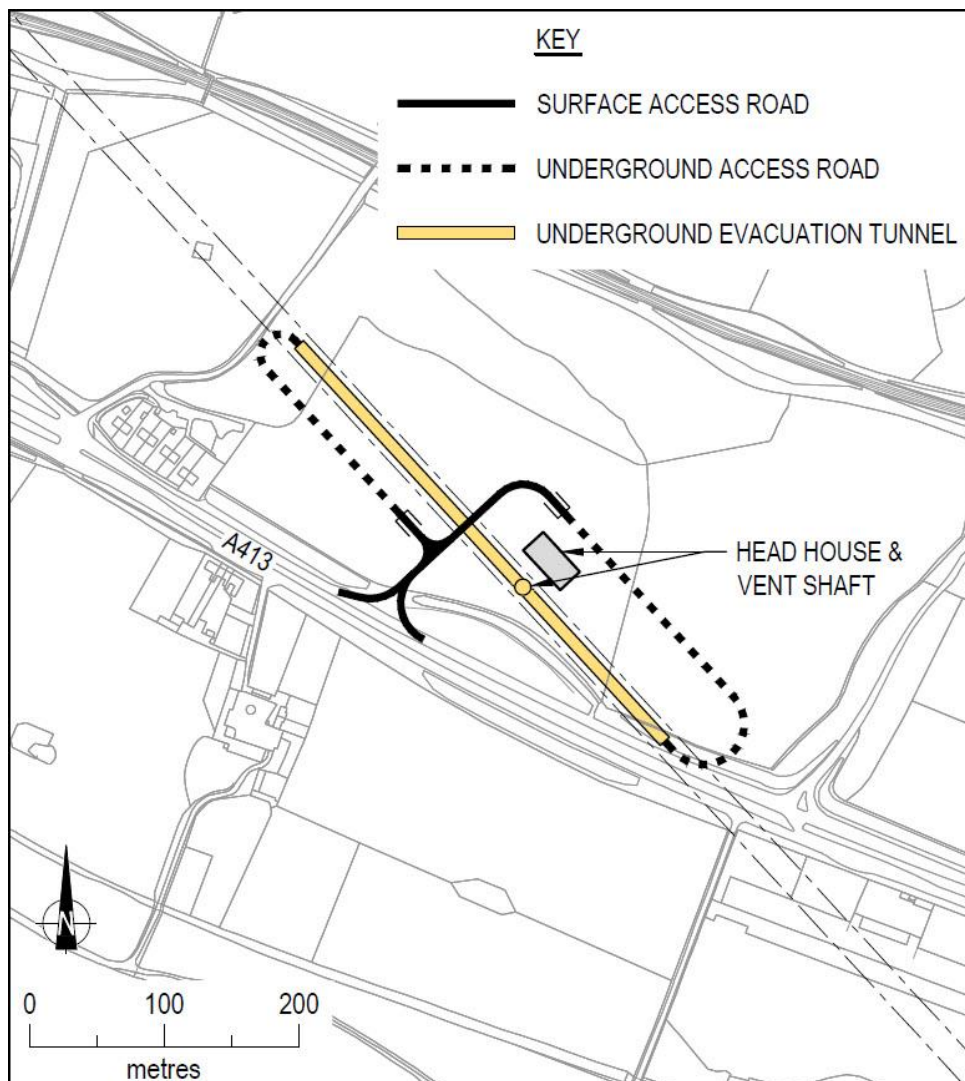 KEY
SURFACE ACCESS ROAD
UNDERGROUND ACCESS ROAD
UNDERGROUND EVACUATION TUNNEL
A413
HEAD HOUSE &
VENT SHAFT
N
0 100 200
metres